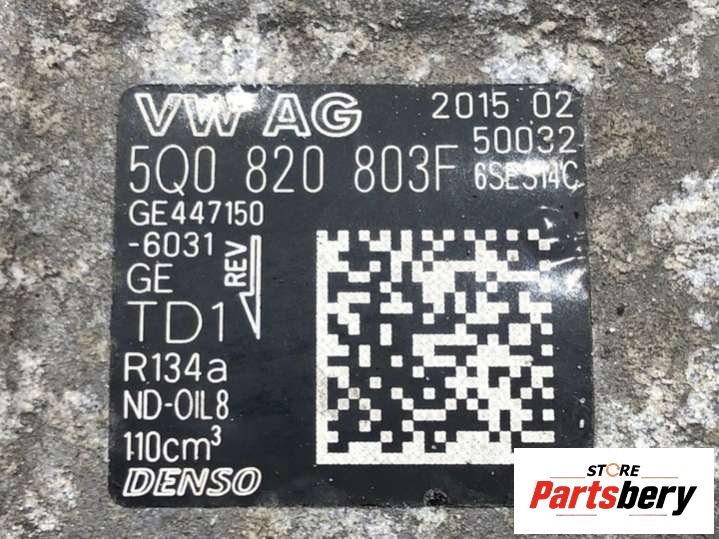 VW AG 2015 02
50032
5Q0 820 803F 6SES14C
GE447150
-6031
GE
REV
TD1
R134a
ND-OIL8
110cm³
DENSO
STORE
Partsbery